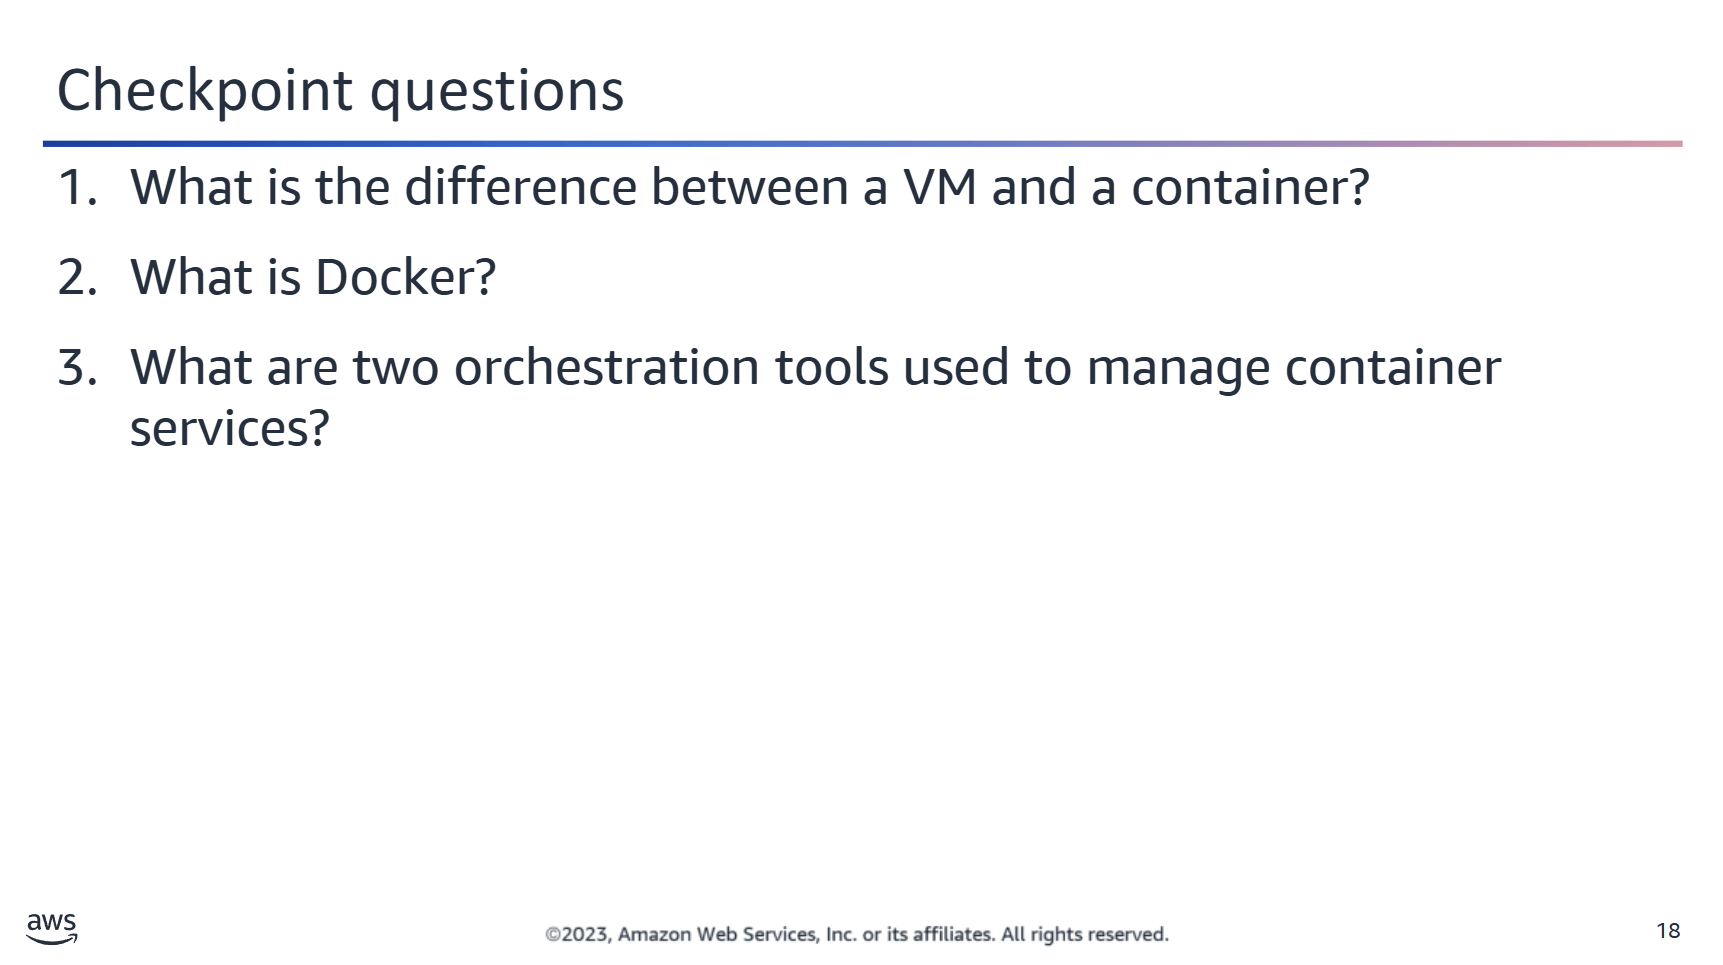 Checkpoint questions
1. What is the difference between a VM and a container?
2. What is Docker?
3. What are two orchestration tools used to manage container
services?
aws
©2023, Amazon Web Services, Inc. or its affiliates. All rights reserved.
18